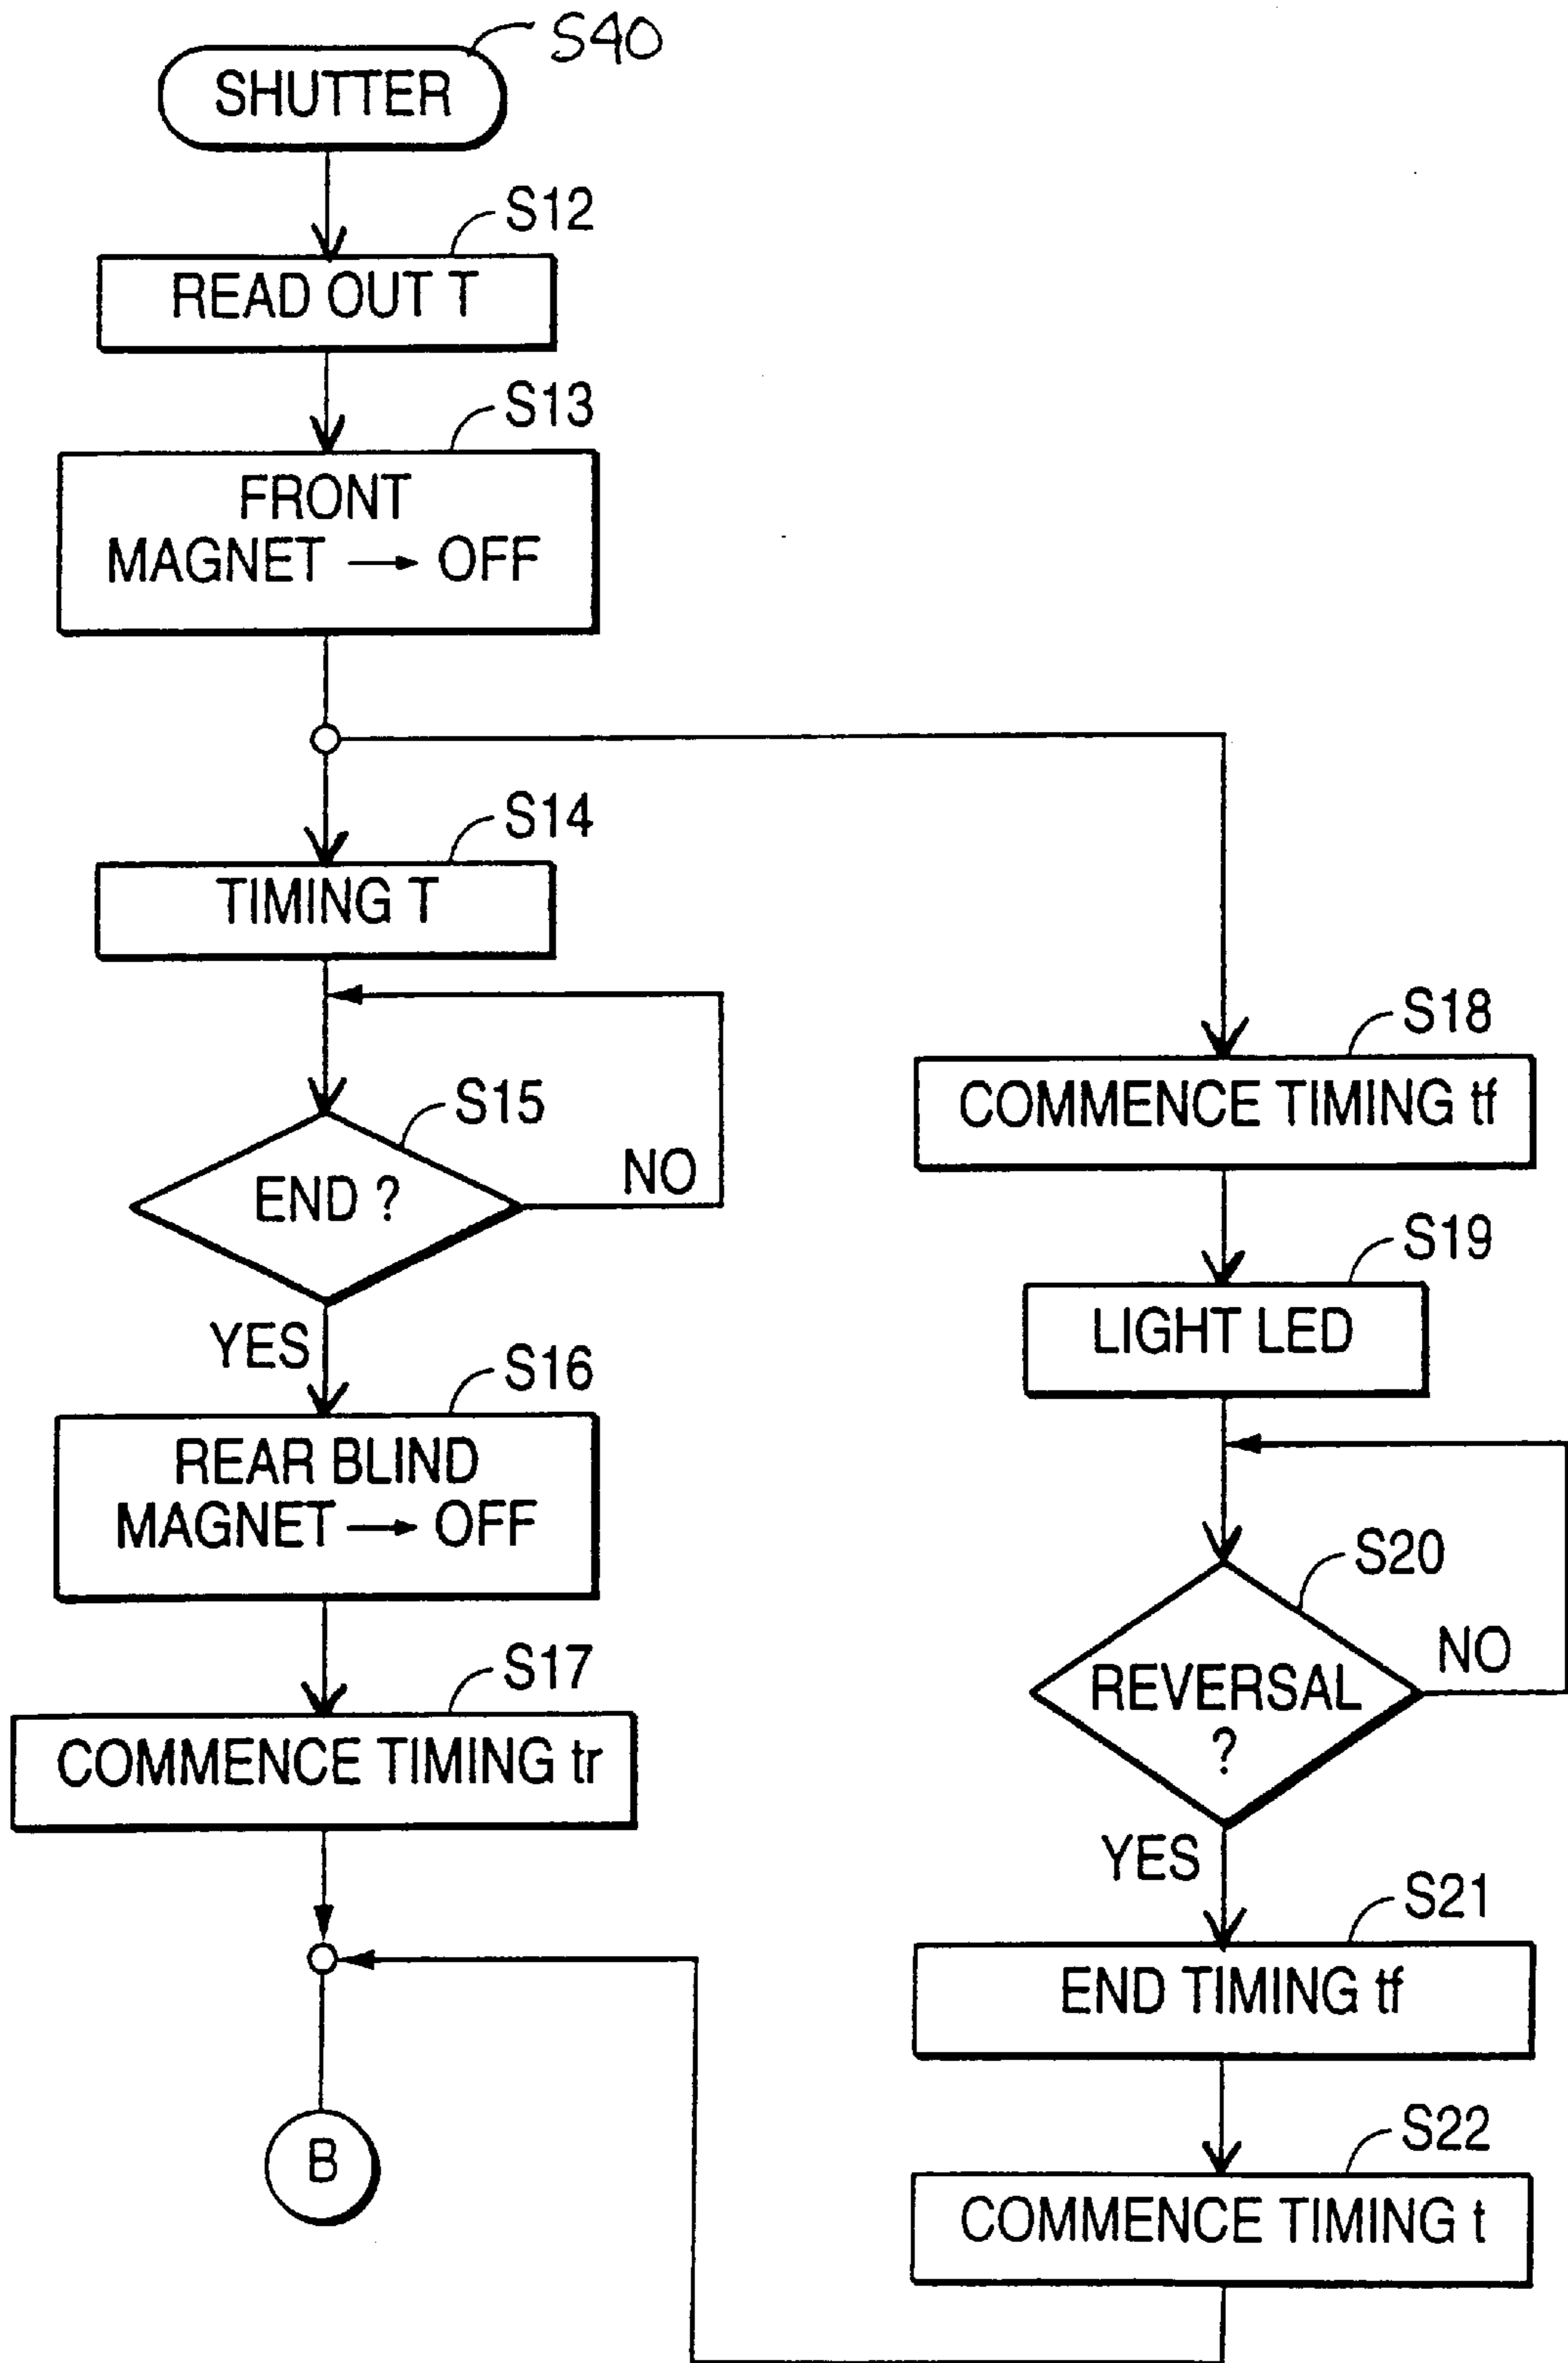 S40
SHUTTER
S12
READ OUT T
S13
FRONT
MAGNET → OFF
S14
TIMING T
S15
END ?
NO
YES
S16
REAR BLIND
MAGNET → OFF
S17
COMMENCE TIMING tr
B
S18
COMMENCE TIMING tf
S19
LIGHT LED
S20
REVERSAL
?
NO
YES
S21
END TIMING tf
S22
COMMENCE TIMING t